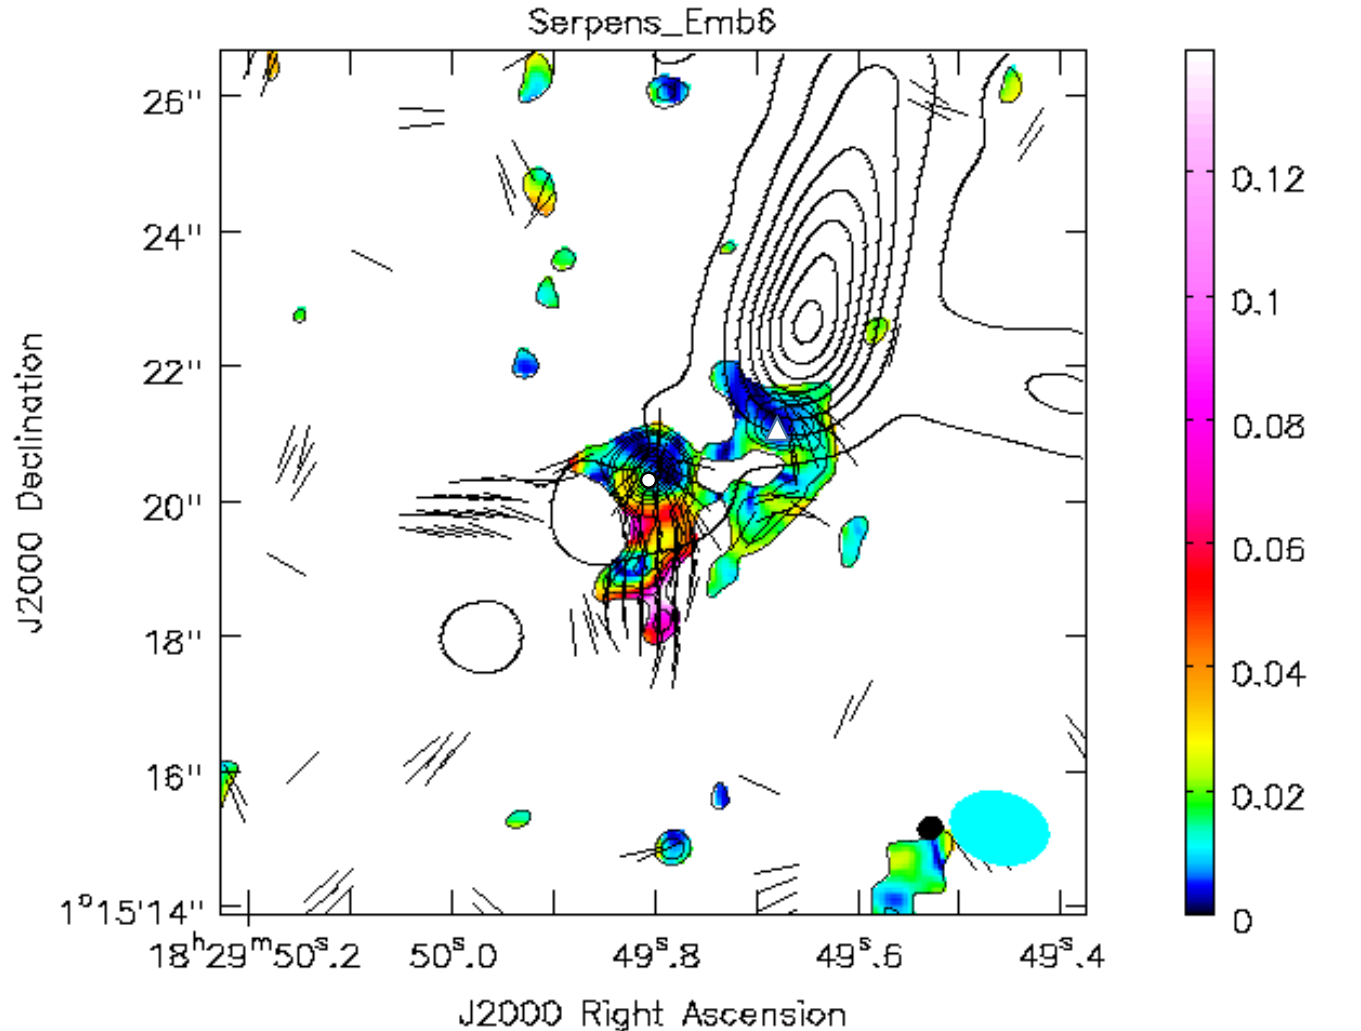 Serpens_Emb6
26''
24''
22''
20''
18''
16''
1°15'14''
J2000 Declination
18ʰ29ᵐ50ˢ.2
50ˢ.0
49ˢ.8
49ˢ.6
49ˢ.4
J2000 Right Ascension
0.12
0.1
0.08
0.06
0.04
0.02
0